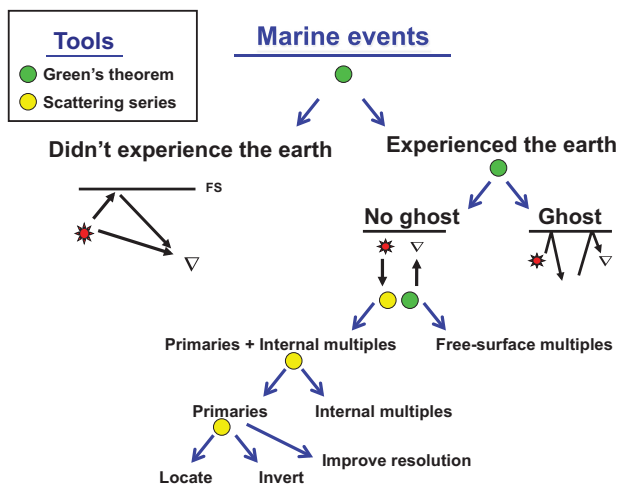 Tools
Green's theorem
Scattering series
Marine events
Didn't experience the earth
Experienced the earth
FS
No ghost
Ghost
Primaries + Internal multiples
Free-surface multiples
Primaries
Internal multiples
Locate
Invert
Improve resolution